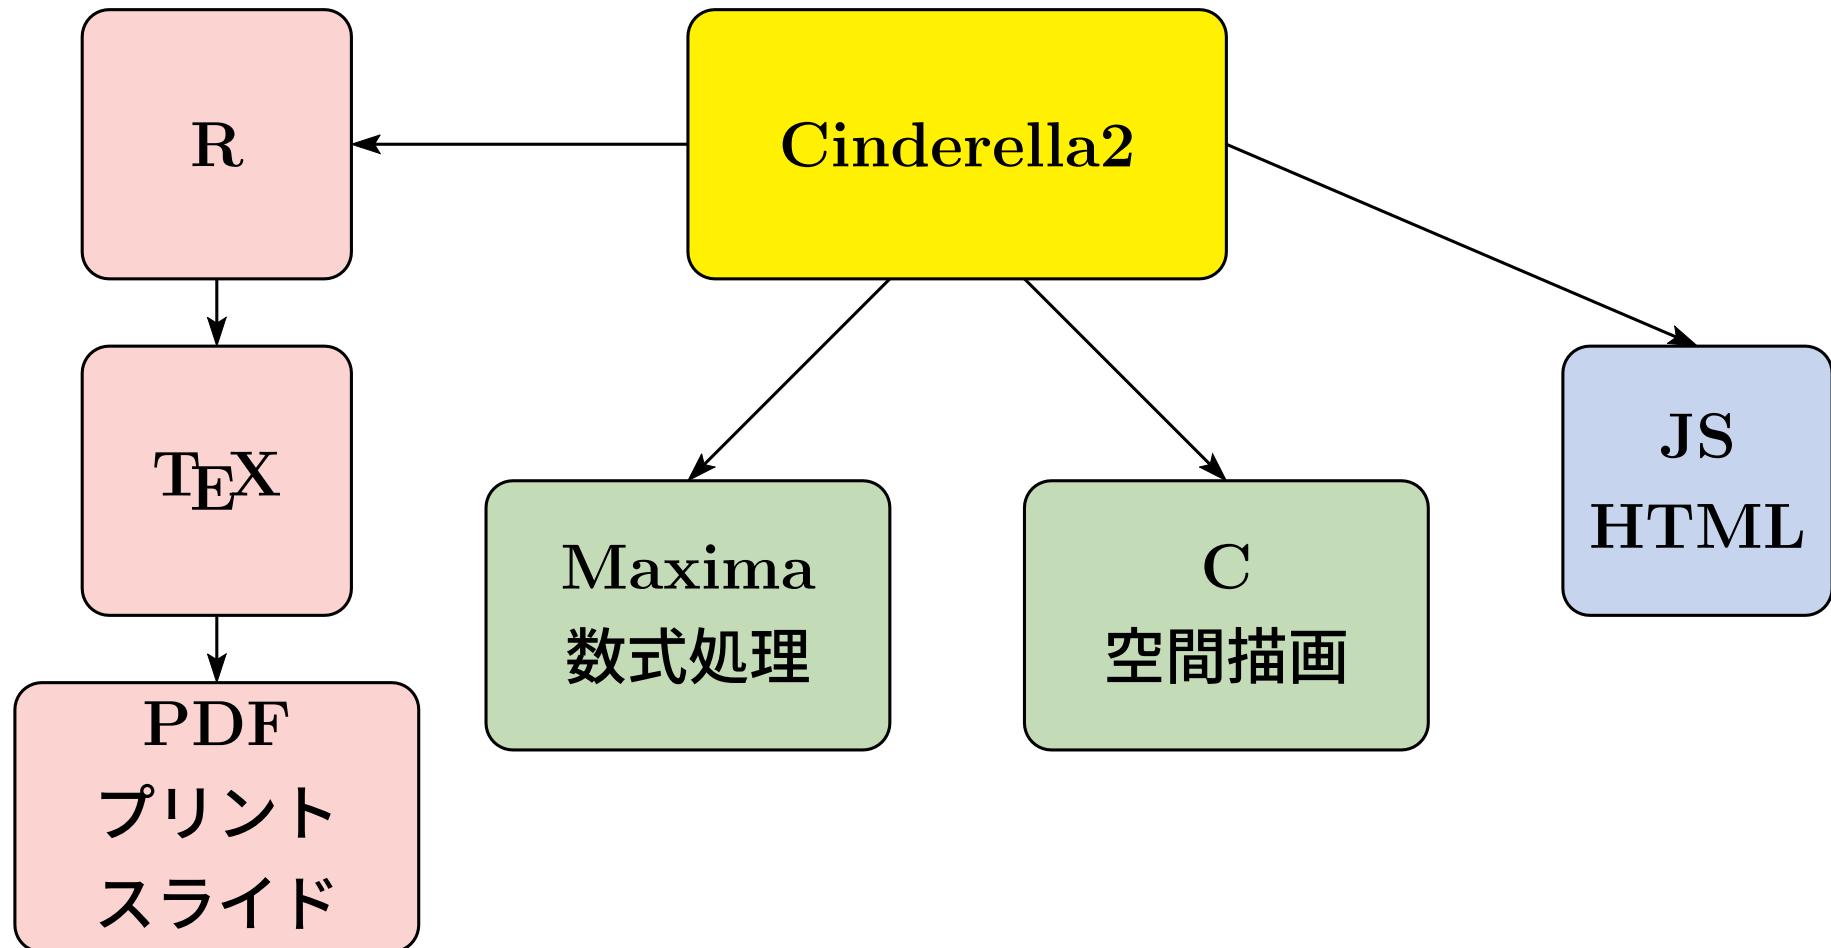 R
Cinderella2
TEX
JS
HTML
Maxima
数式処理
C
空間描画
PDF
プリント
スライド